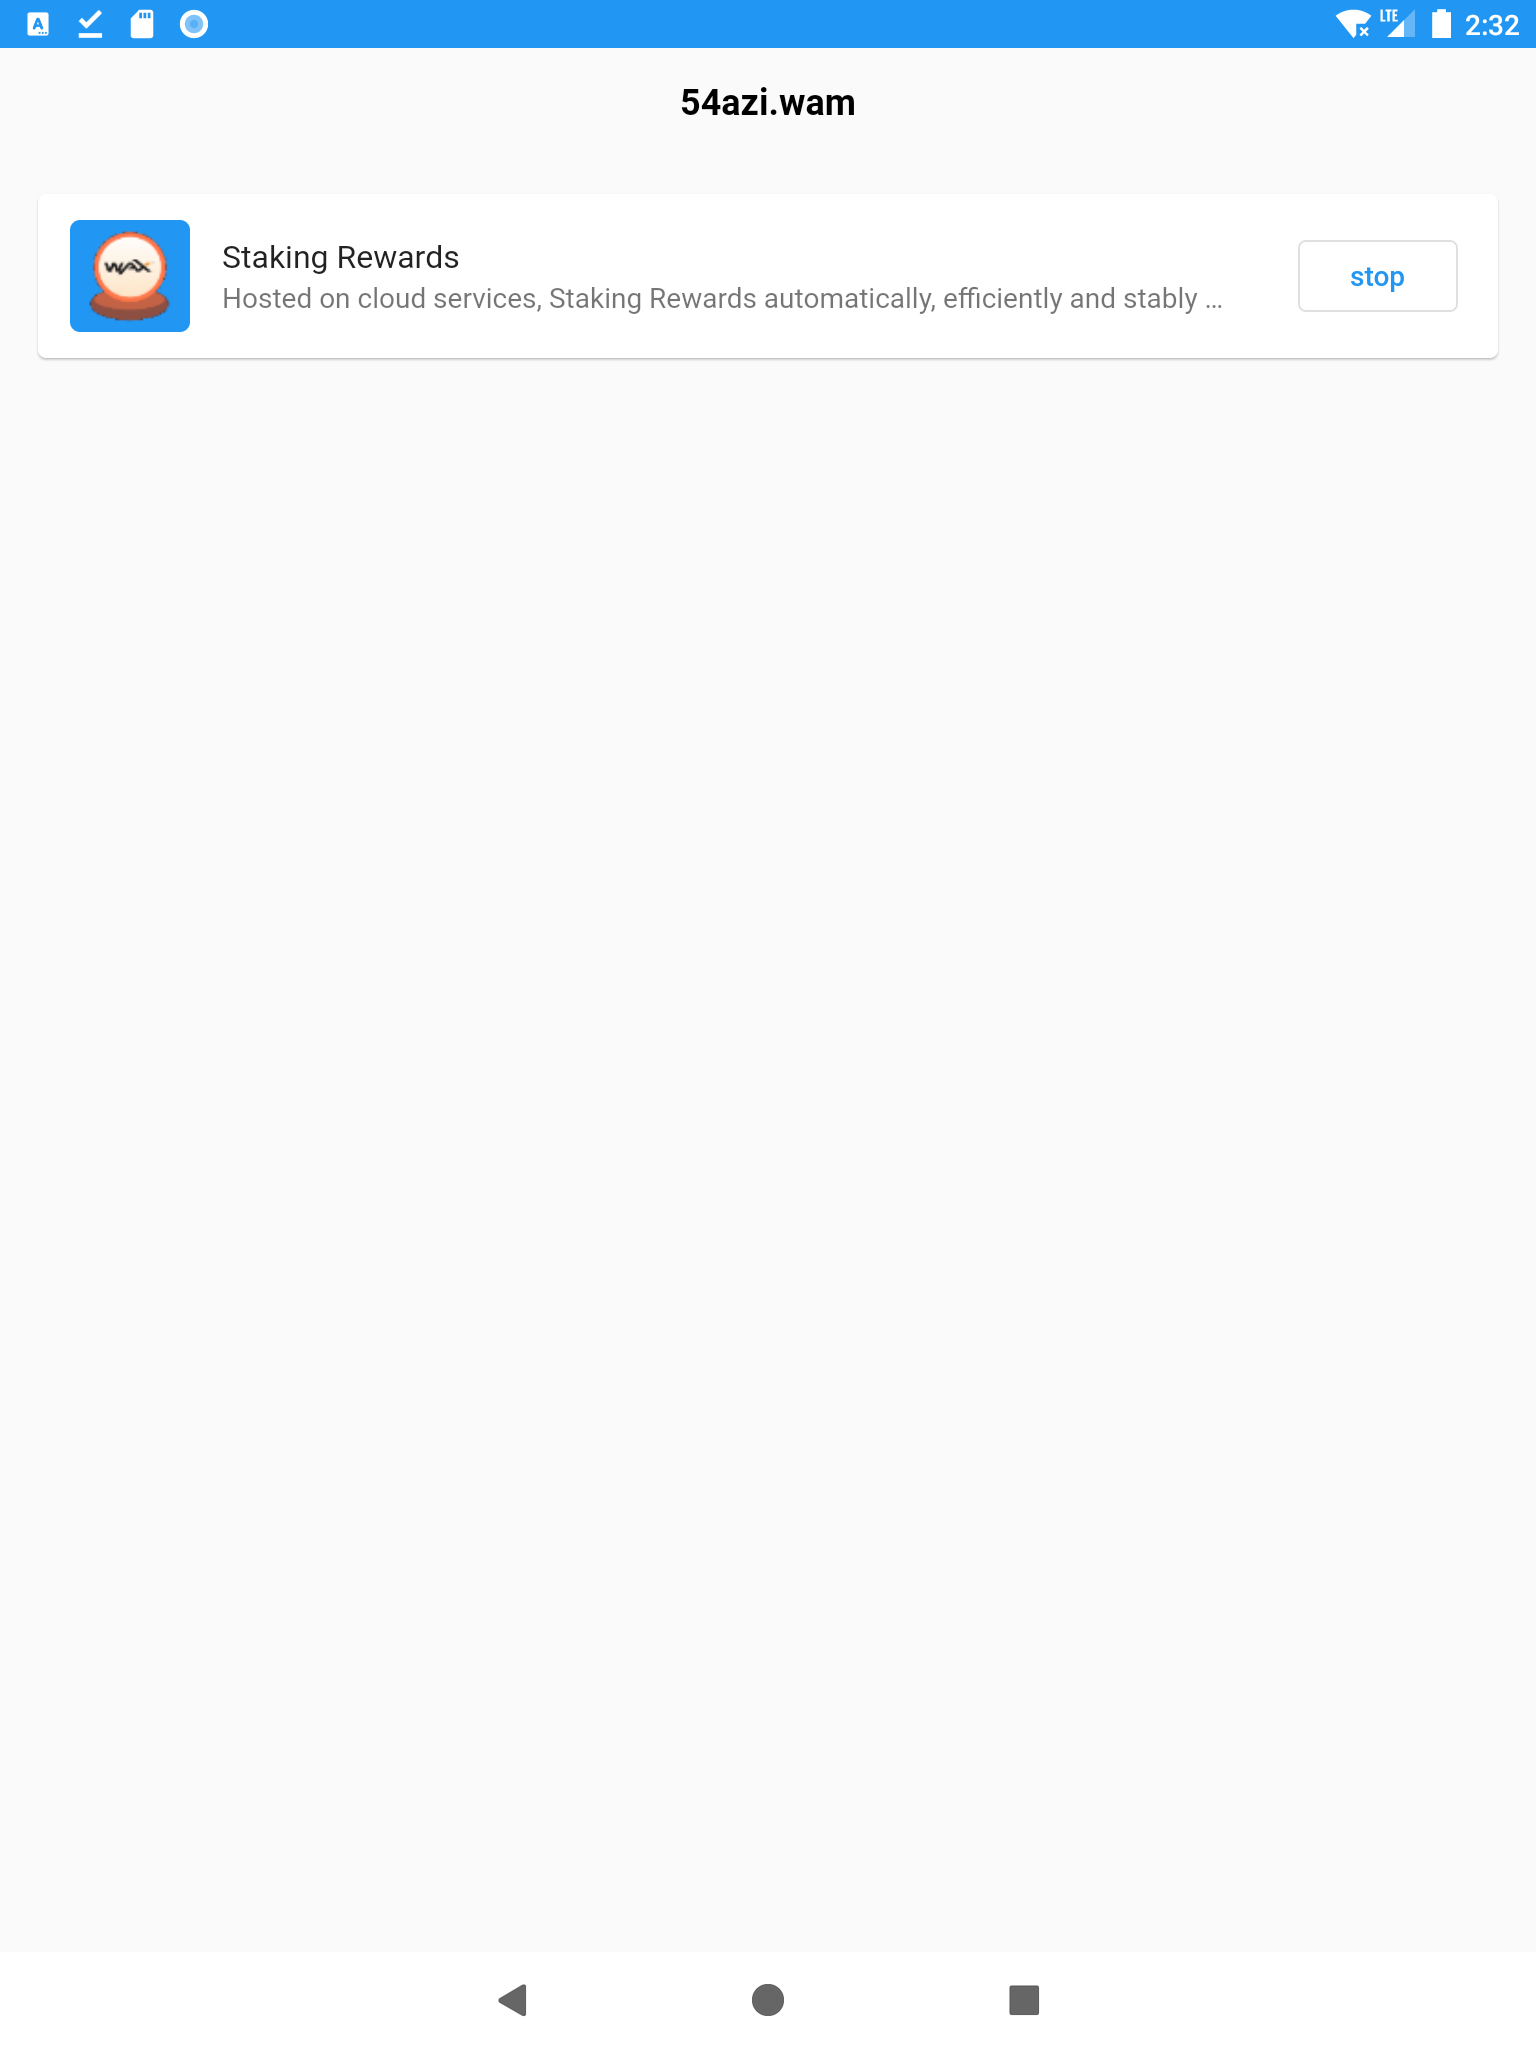 A
LTE
2:32
54azi.wam
WAX
Staking Rewards
Hosted on cloud services, Staking Rewards automatically, efficiently and stably ...
stop